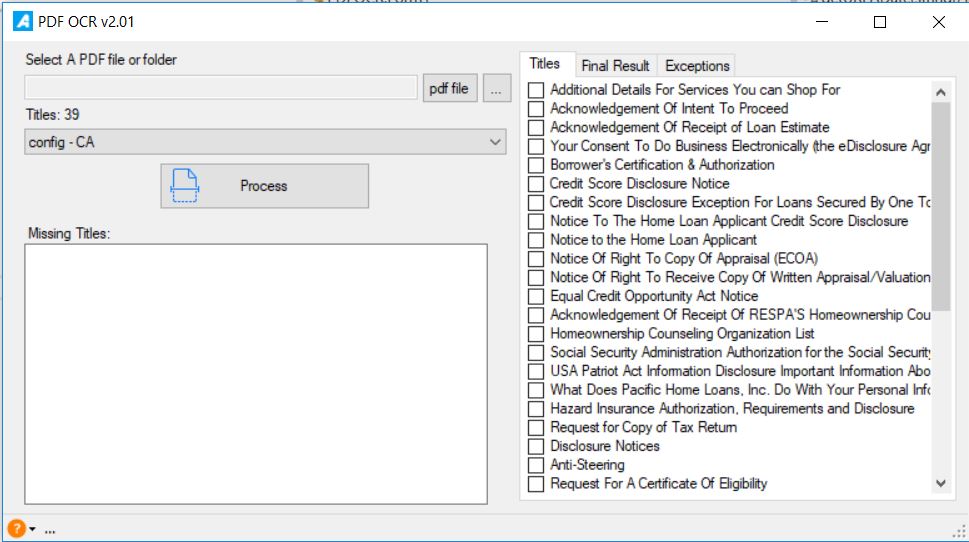 PDF OCR v2.01
Select A PDF file or folder
pdf file
...
Titles: 39
config - CA
Process
Missing Titles:
Titles
Final Result
Exceptions
Additional Details For Services You can Shop For
Acknowledgement Of Intent To Proceed
Acknowledgement Of Receipt of Loan Estimate
Your Consent To Do Business Electronically (the eDisclosure Agr
Borrower's Certification & Authorization
Credit Score Disclosure Notice
Credit Score Disclosure Exception For Loans Secured By One To
Notice To The Home Loan Applicant Credit Score Disclosure
Notice to the Home Loan Applicant
Notice Of Right To Copy Of Appraisal (ECOA)
Notice Of Right To Receive Copy Of Written Appraisal/Valuation
Equal Credit Opportunity Act Notice
Acknowledgement Of Receipt Of RESPA'S Homeownership Cou
Homeownership Counseling Organization List
Social Security Administration Authorization for the Social Security
USA Patriot Act Information Disclosure Important Information Abo
What Does Pacific Home Loans, Inc. Do With Your Personal Info
Hazard Insurance Authorization, Requirements and Disclosure
Request for Copy of Tax Return
Disclosure Notices
Anti-Steering
Request For A Certificate Of Eligibility
...